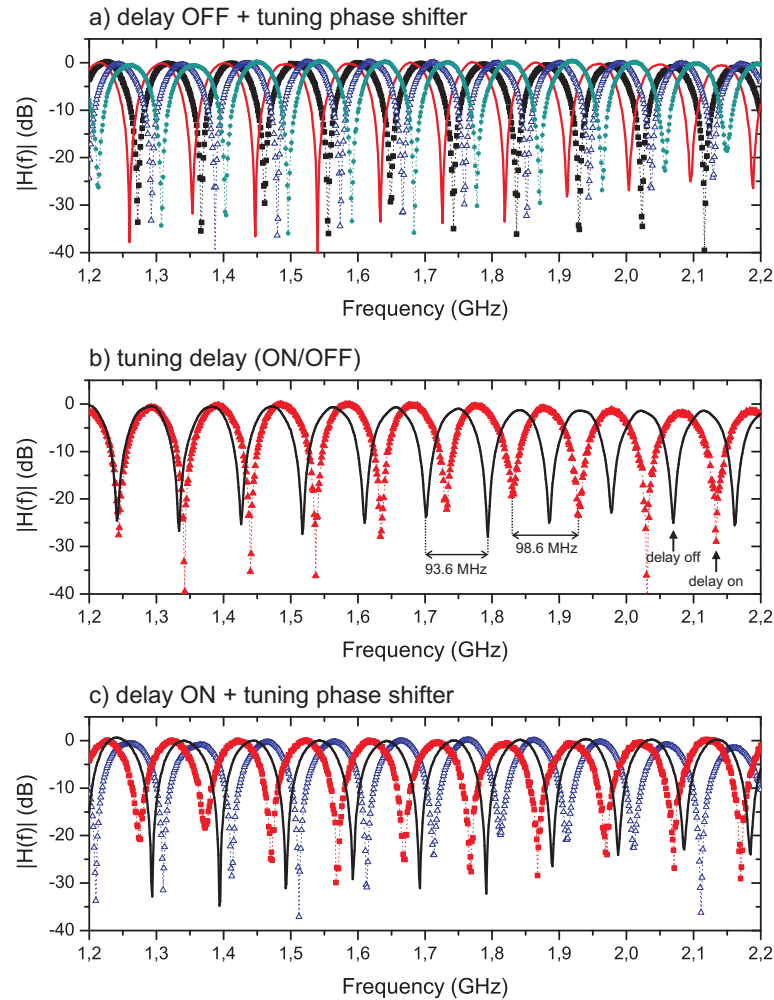 a) delay OFF + tuning phase shifter
0
-10
-20
-30
-40
|H(f)| (dB)
1,2 1,3 1,4 1,5 1,6 1,7 1,8 1,9 2,0 2,1 2,2
Frequency (GHz)
b) tuning delay (ON/OFF)
0
-10
-20
-30
-40
|H(f)| (dB)
93.6 MHz
98.6 MHz
delay off
delay on
1,2 1,3 1,4 1,5 1,6 1,7 1,8 1,9 2,0 2,1 2,2
Frequency (GHz)
c) delay ON + tuning phase shifter
0
-10
-20
-30
-40
|H(f)| (dB)
1,2 1,3 1,4 1,5 1,6 1,7 1,8 1,9 2,0 2,1 2,2
Frequency (GHz)